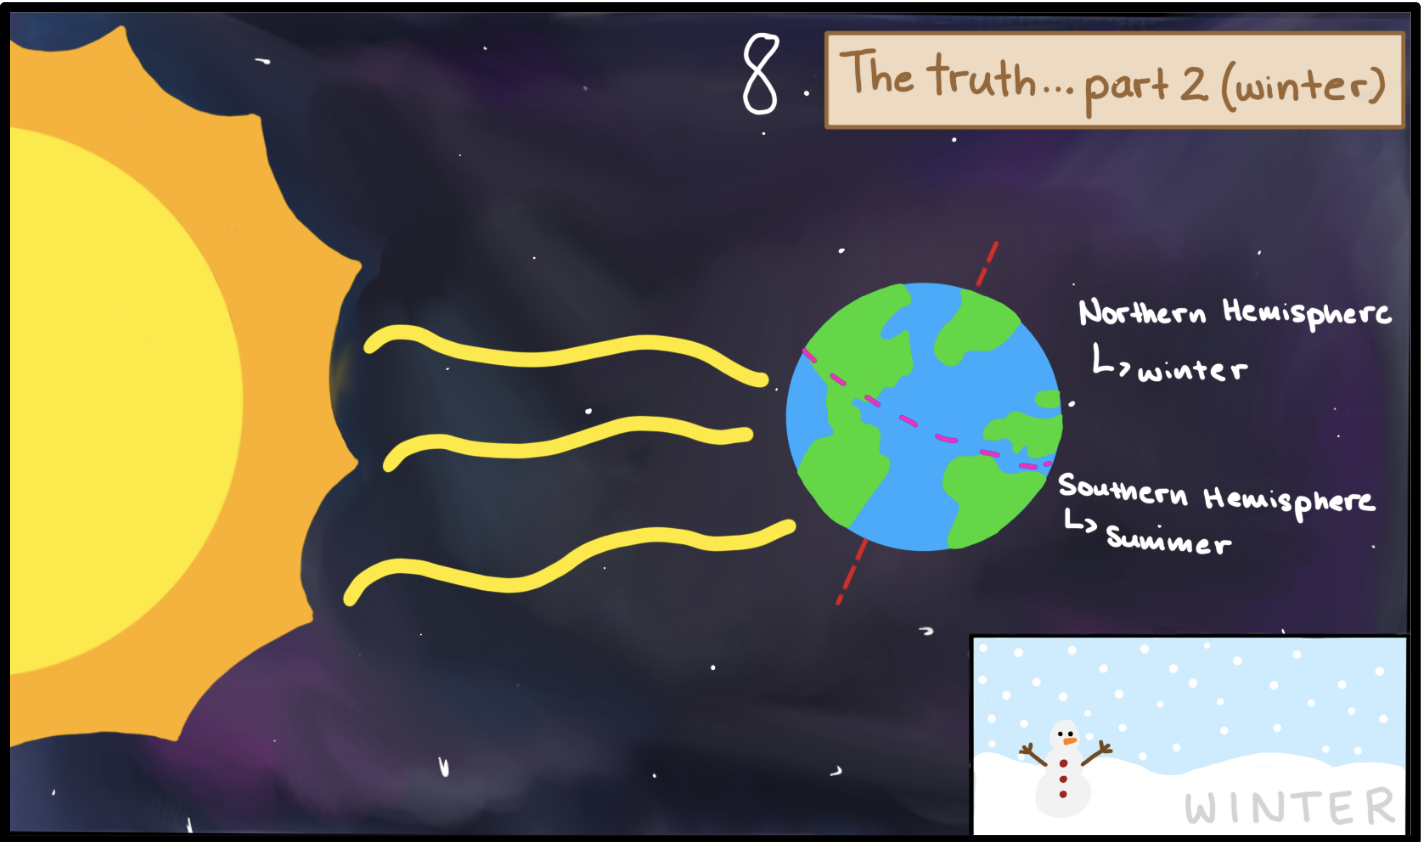 8
The truth... part 2 (winter)
Northern Hemisphere
↳ winter
Southern Hemisphere
↳ Summer
WINTER